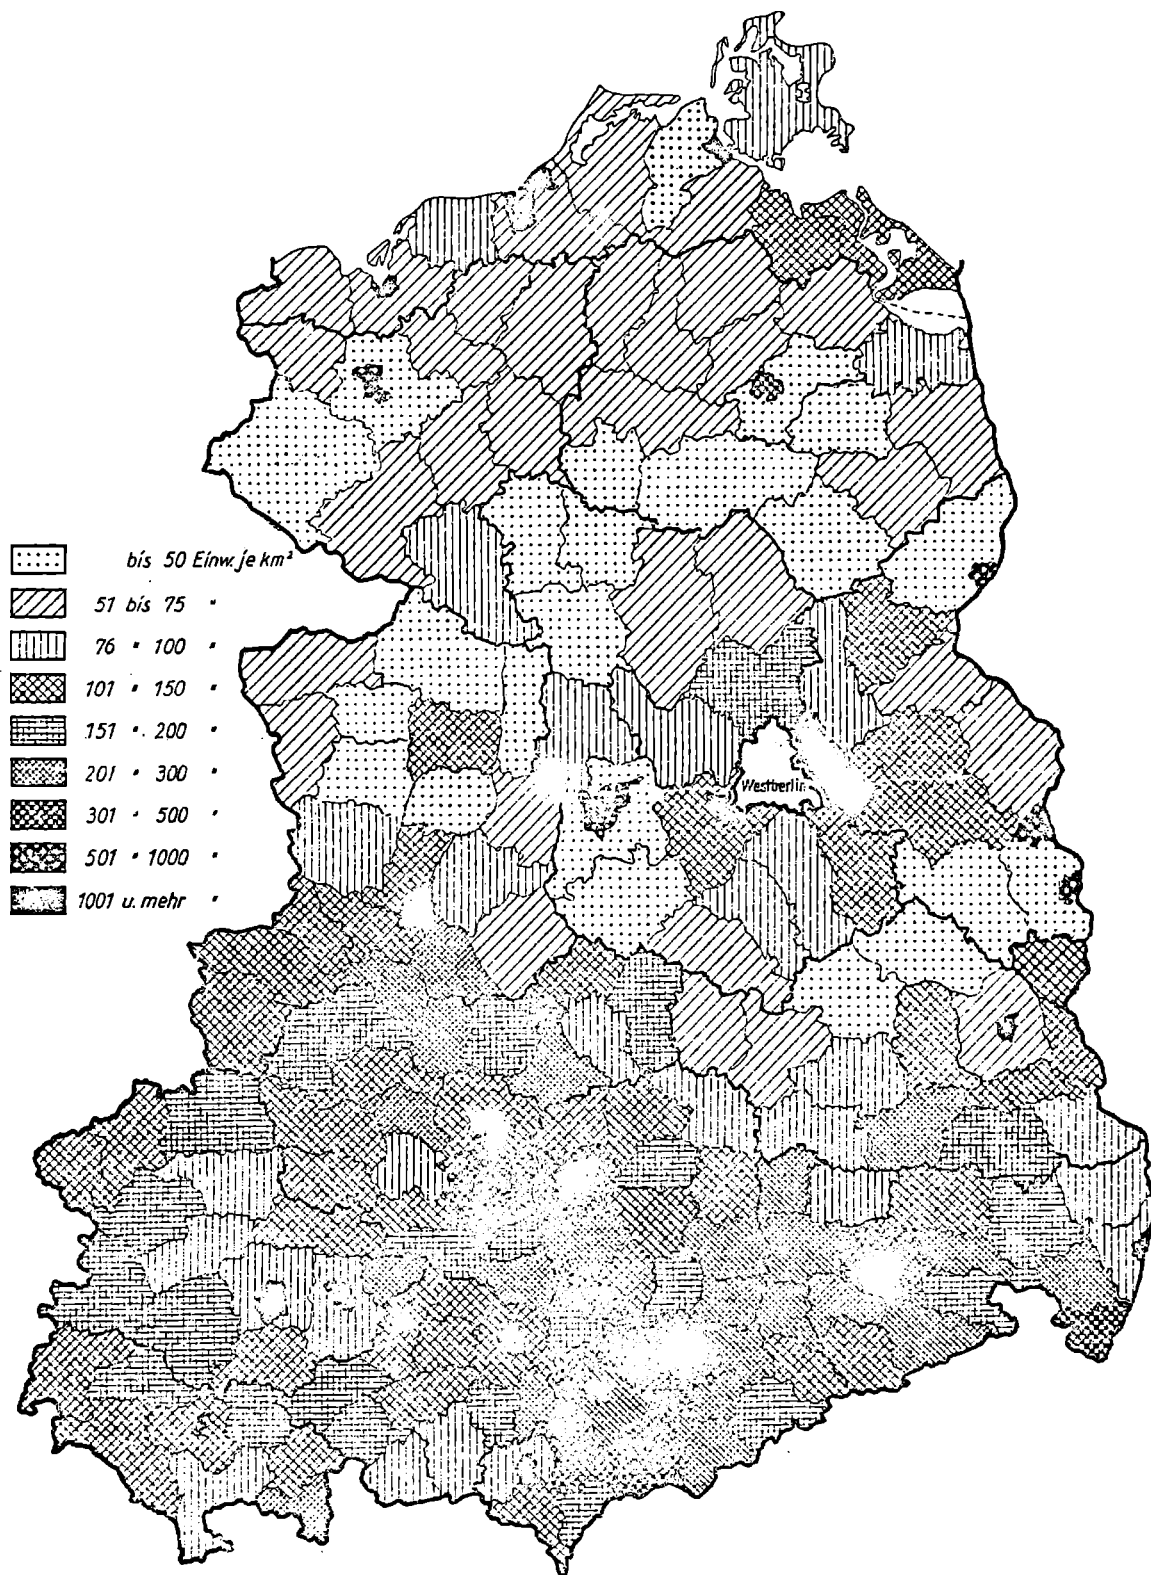 bis 50 Einw. je km²
51 bis 75 "
76 " 100 "
101 " 150 "
151 " 200 "
201 " 300 "
301 " 500 "
501 " 1000 "
1001 u. mehr "
Westberlin